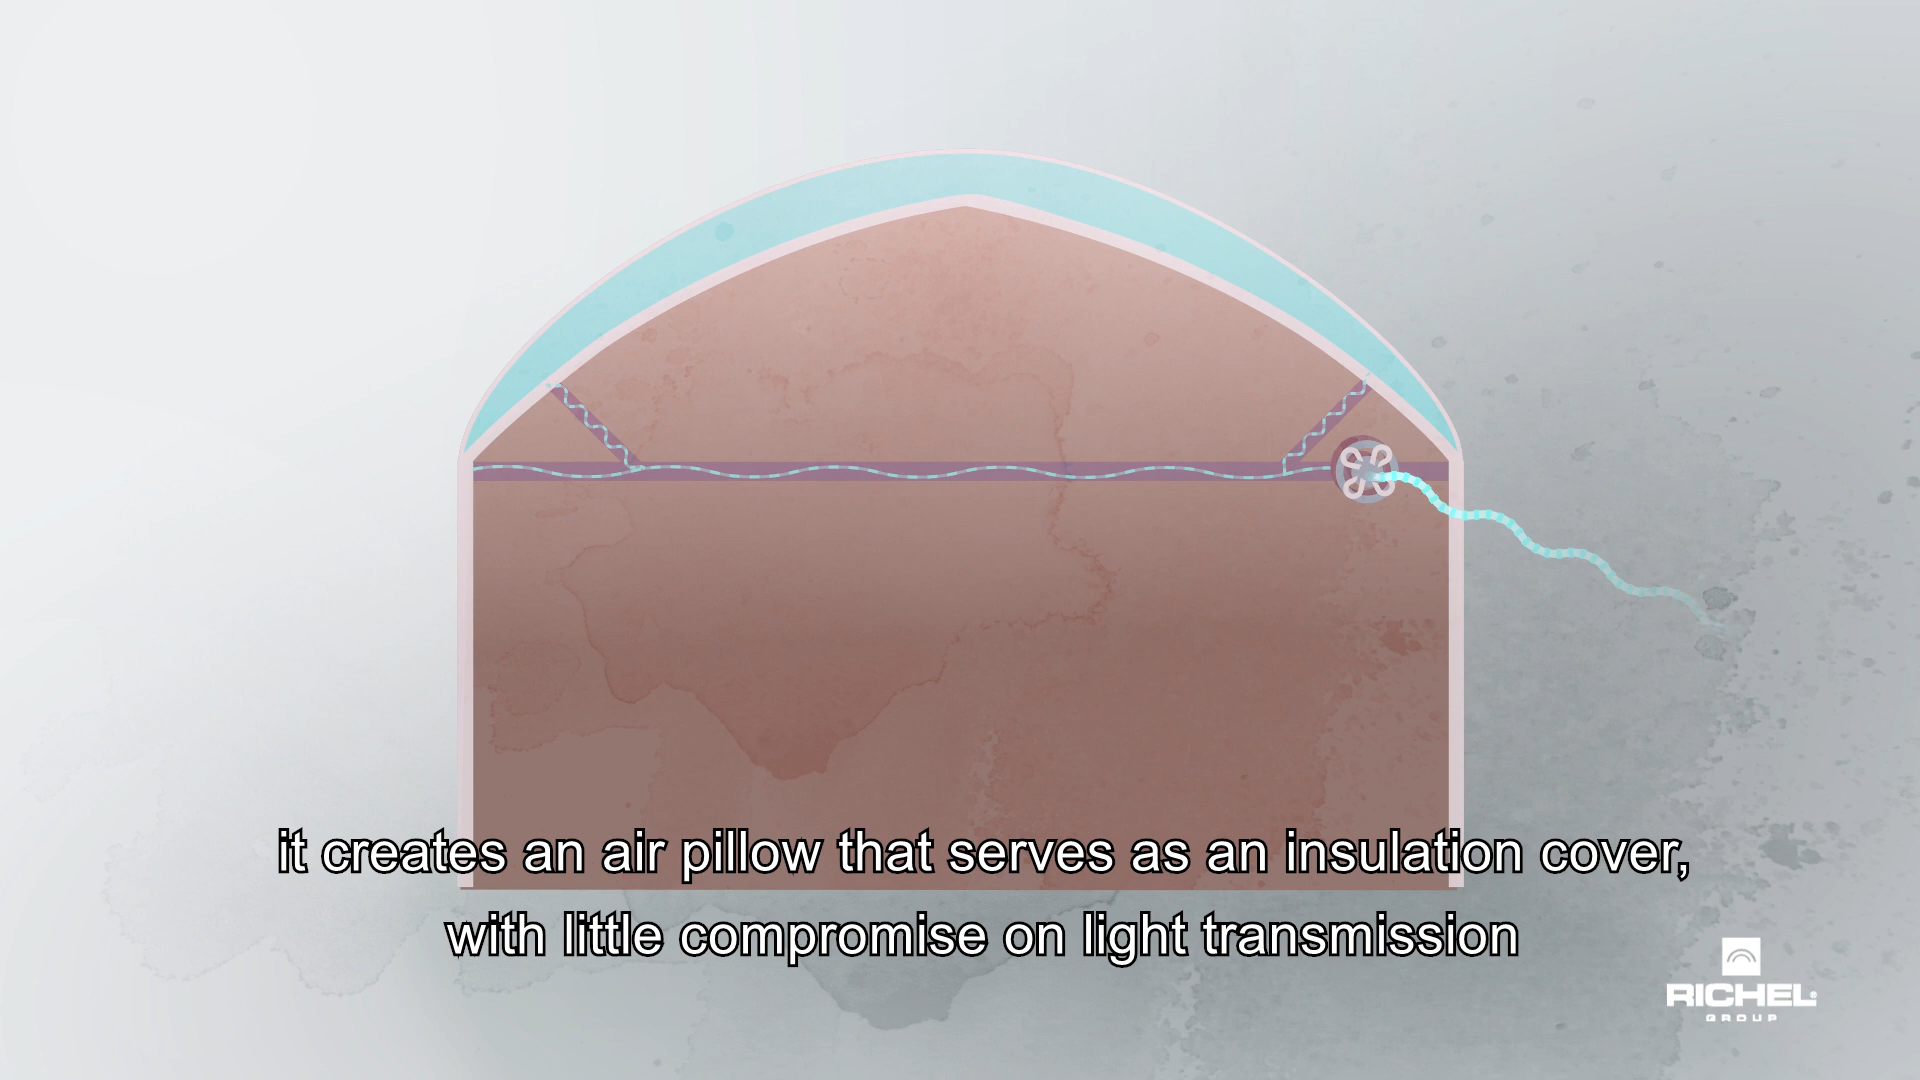 it creates an air pillow that serves as an insulation cover,
with little compromise on light transmission
RICHEL
GROUP